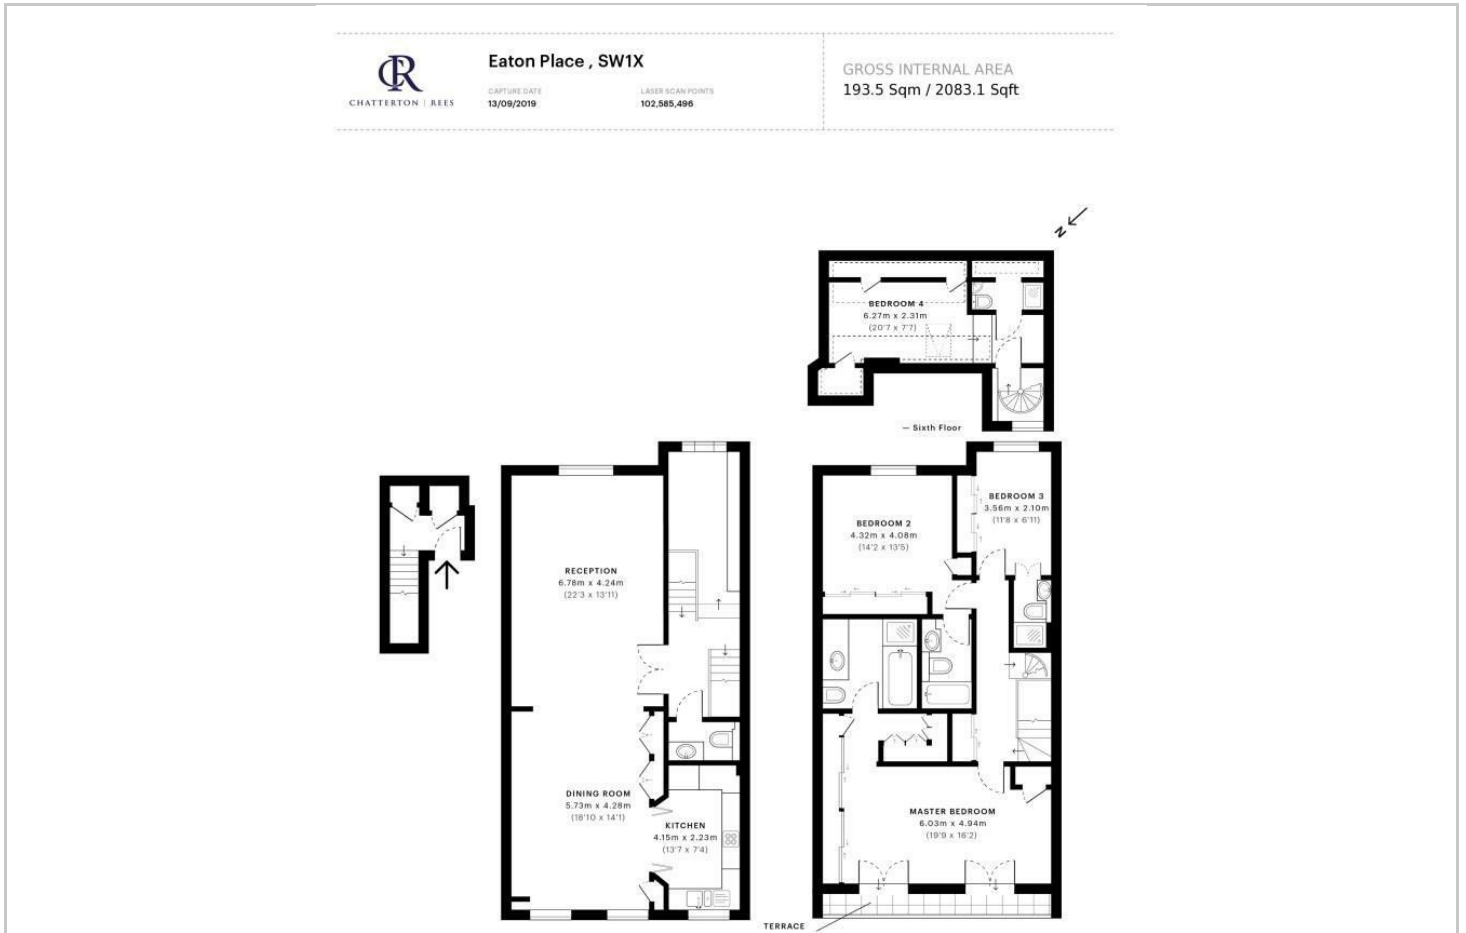 CR
CHATTERTON | REES
Eaton Place , SW1X
CAPTURE DATE
13/09/2019
LASER SCAN POINTS
102,585,496
GROSS INTERNAL AREA
193.5 Sqm / 2083.1 Sqft
N
BEDROOM 4
6.27m x 2.31m
(20'7 x 7'7)
— Sixth Floor
BEDROOM 3
3.56m x 2.10m
(11'8 x 6'11)
BEDROOM 2
4.32m x 4.08m
(14'2 x 13'5)
RECEPTION
6.78m x 4.24m
(22'3 x 13'11)
DINING ROOM
5.73m x 4.28m
(18'10 x 14'1)
KITCHEN
4.15m x 2.23m
(13'7 x 7'4)
MASTER BEDROOM
6.03m x 4.94m
(19'9 x 16'2)
TERRACE